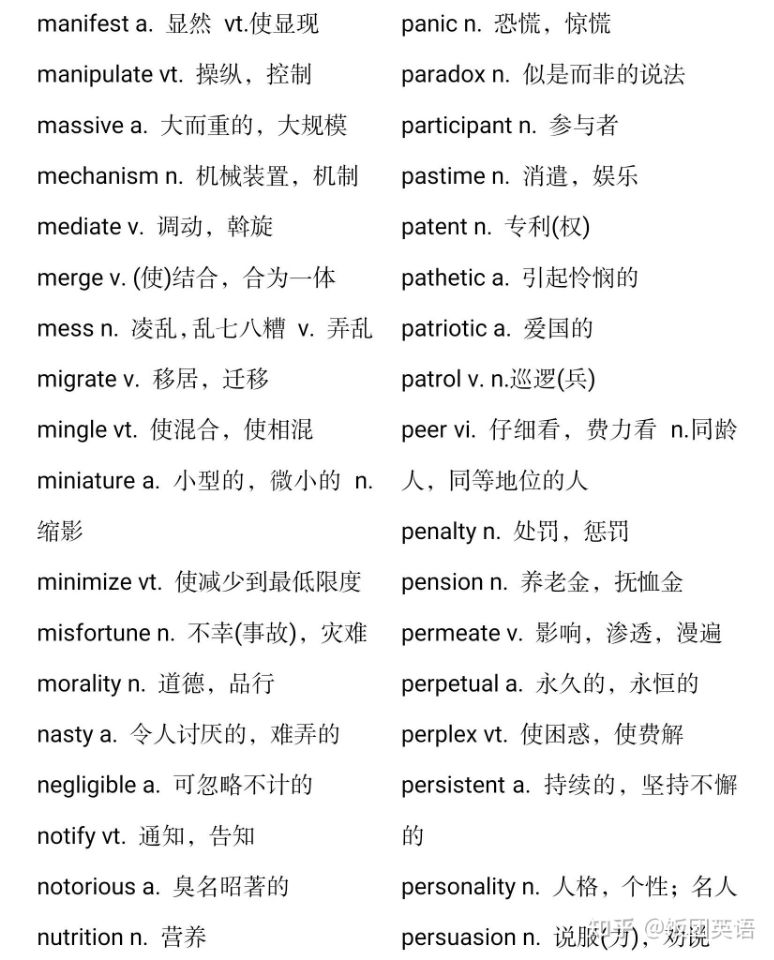 manifest a. 显然 vt.使显现
manipulate vt. 操纵，控制
massive a. 大而重的，大规模
mechanism n. 机械装置，机制
mediate v. 调动，斡旋
merge v. (使)结合，合为一体
mess n. 凌乱,乱七八糟 v. 弄乱
migrate v. 移居，迁移
mingle vt. 使混合，使相混
miniature a. 小型的，微小的 n.
缩影
minimize vt. 使减少到最低限度
misfortune n. 不幸(事故)，灾难
morality n. 道德，品行
nasty a. 令人讨厌的，难弄的
negligible a. 可忽略不计的
notify vt. 通知，告知
notorious a. 臭名昭著的
nutrition n. 营养
panic n. 恐慌，惊慌
paradox n. 似是而非的说法
participant n. 参与者
pastime n. 消遣，娱乐
patent n. 专利(权)
pathetic a. 引起怜悯的
patriotic a. 爱国的
patrol v. n.巡逻(兵)
peer vi. 仔细看，费力看 n.同龄
人，同等地位的人
penalty n. 处罚，惩罚
pension n. 养老金，抚恤金
permeate v. 影响，渗透，漫遍
perpetual a. 永久的，永恒的
perplex vt. 使困惑，使费解
persistent a. 持续的，坚持不懈
的
personality n. 人格，个性；名人
persuasion n. 说服(力)，劝说
知乎 @饭团英语